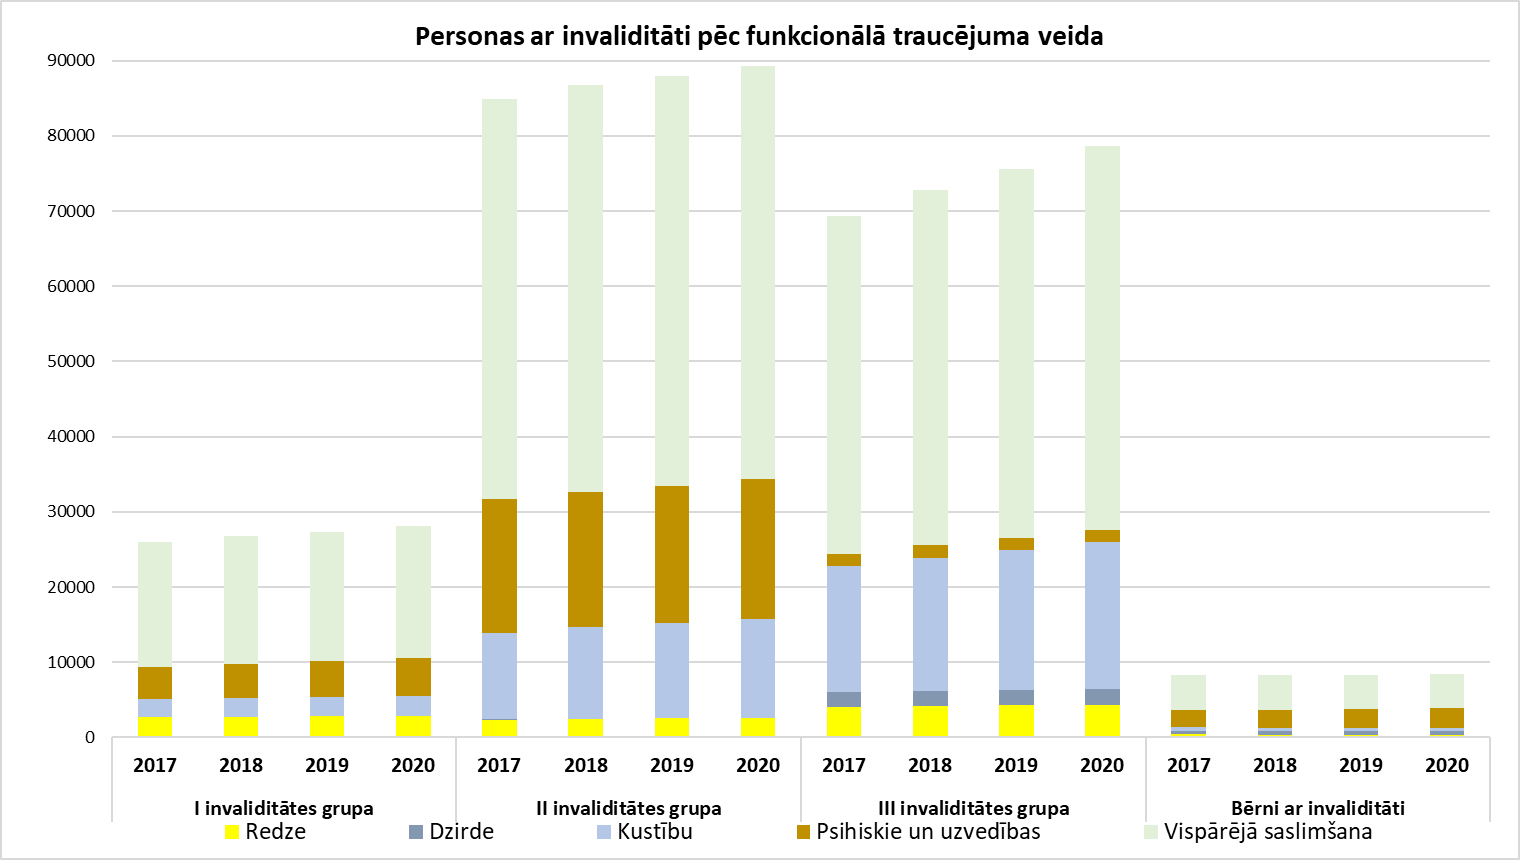 Personas ar invaliditāti pēc funkcionālā traucējuma veida
90000
80000
70000
60000
50000
40000
30000
20000
10000
0
2017 2018 2019 2020 2017 2018 2019 2020 2017 2018 2019 2020 2017 2018 2019 2020
I invaliditātes grupa II invaliditātes grupa III invaliditātes grupa Bērni ar invaliditāti
Redze Dzirde Kustību Psihiskie un uzvedības Vispārējā saslimšana